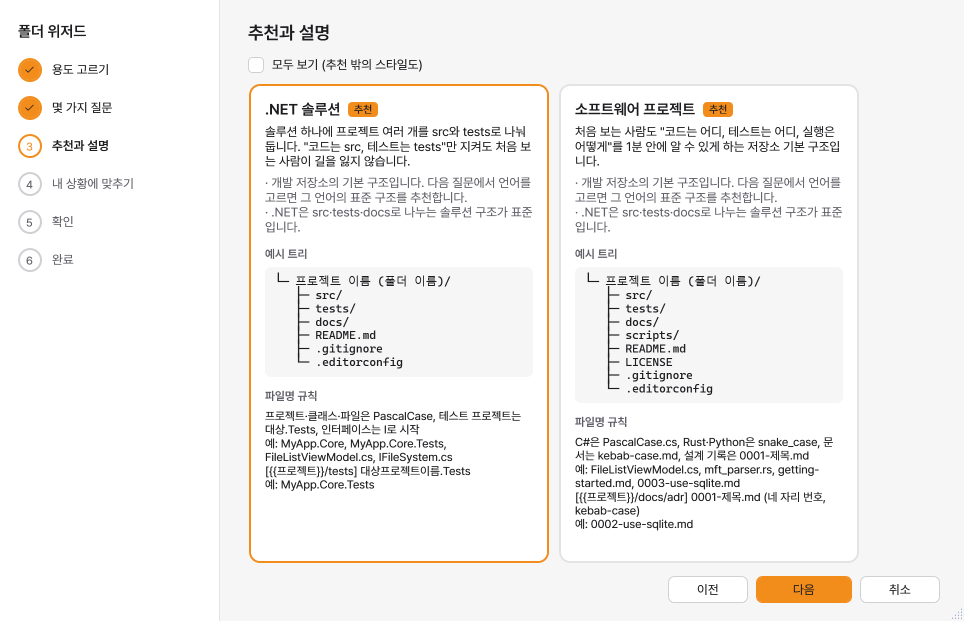 폴더 위저드
용도 고르기
몇 가지 질문
3 추천과 설명
4 내 상황에 맞추기
5 확인
6 완료
추천과 설명
모두 보기 (추천 밖의 스타일도)
.NET 솔루션 추천
솔루션 하나에 프로젝트 여러 개를 src와 tests로 나눠
둡니다. "코드는 src, 테스트는 tests"만 지켜도 처음 보
는 사람이 길을 잃지 않습니다.
· 개발 저장소의 기본 구조입니다. 다음 질문에서 언어를
고르면 그 언어의 표준 구조를 추천합니다.
· .NET은 src·tests·docs로 나누는 솔루션 구조가 표준
입니다.
예시 트리
└─ 프로젝트 이름 (폴더 이름)/
├─ src/
├─ tests/
├─ docs/
├─ README.md
├─ .gitignore
└─ .editorconfig
파일명 규칙
프로젝트·클래스·파일은 PascalCase, 테스트 프로젝트는
대상.Tests, 인터페이스는 I로 시작
예: MyApp.Core, MyApp.Core.Tests,
FileListViewModel.cs, IFileSystem.cs
[{{프로젝트}}/tests] 대상프로젝트이름.Tests
예: MyApp.Core.Tests
소프트웨어 프로젝트 추천
처음 보는 사람도 "코드는 어디, 테스트는 어디, 실행은
어떻게"를 1분 안에 알 수 있게 하는 저장소 기본 구조입
니다.
· 개발 저장소의 기본 구조입니다. 다음 질문에서 언어를
고르면 그 언어의 표준 구조를 추천합니다.
· .NET은 src·tests·docs로 나누는 솔루션 구조가 표준
입니다.
예시 트리
└─ 프로젝트 이름 (폴더 이름)/
├─ src/
├─ tests/
├─ docs/
├─ scripts/
├─ README.md
├─ LICENSE
├─ .gitignore
└─ .editorconfig
파일명 규칙
C#은 PascalCase.cs, Rust·Python은 snake_case, 문
서는 kebab-case.md, 설계 기록은 0001-제목.md
예: FileListViewModel.cs, mft_parser.rs, getting-
started.md, 0003-use-sqlite.md
[{{프로젝트}}/docs/adr] 0001-제목.md (네 자리 번호,
kebab-case)
예: 0002-use-sqlite.md
이전
다음
취소